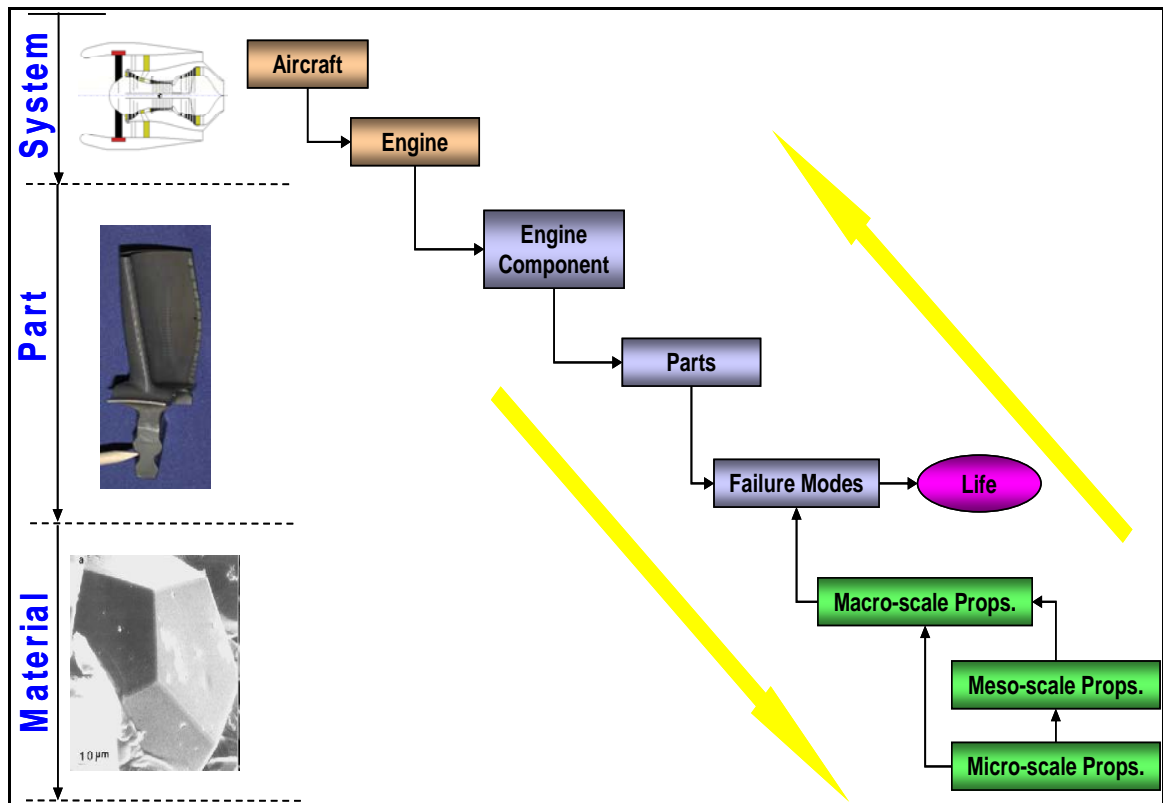 System
Aircraft
Engine
Part
Engine
Component
Parts
Failure Modes
Life
Material
a
10 µm
Macro-scale Props.
Meso-scale Props.
Micro-scale Props.